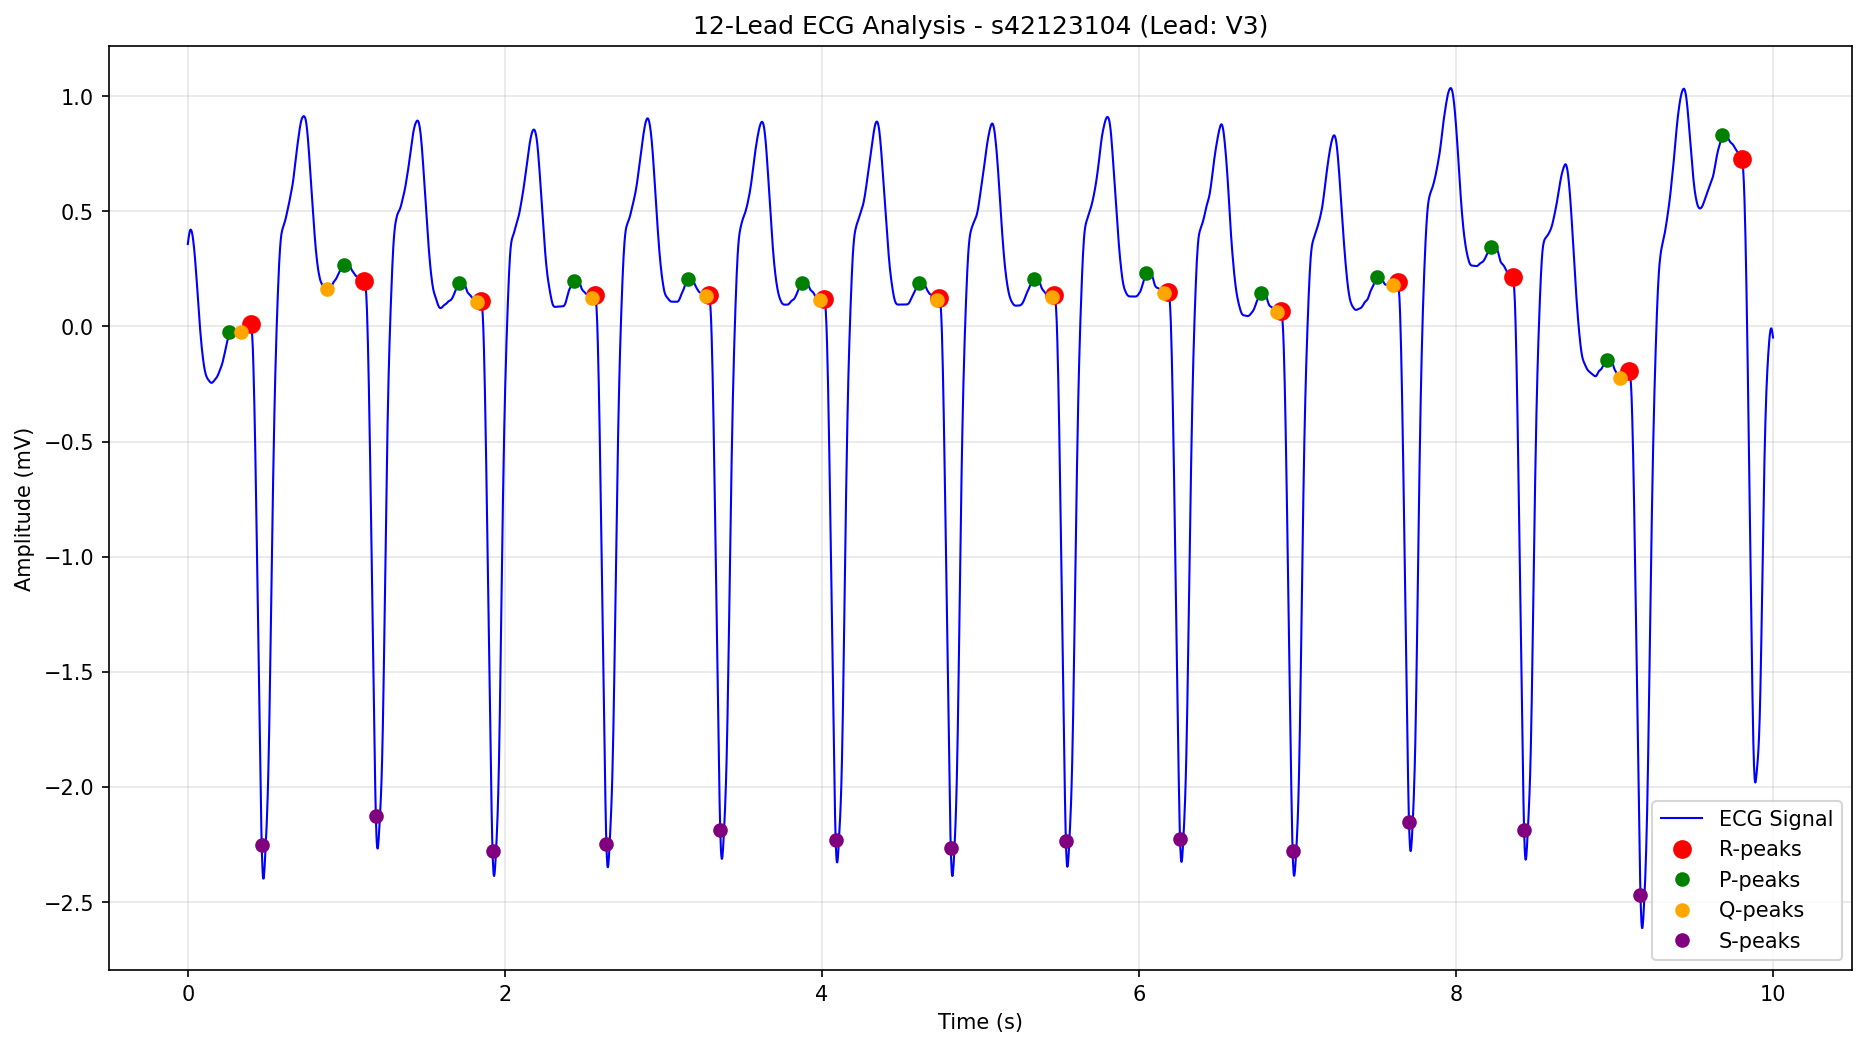 12-Lead ECG Analysis - s42123104 (Lead: V3)
1.0
0.5
0.0
−0.5
−1.0
−1.5
−2.0
−2.5
Amplitude (mV)
0 2 4 6 8 10
Time (s)
ECG Signal
R-peaks
P-peaks
Q-peaks
S-peaks